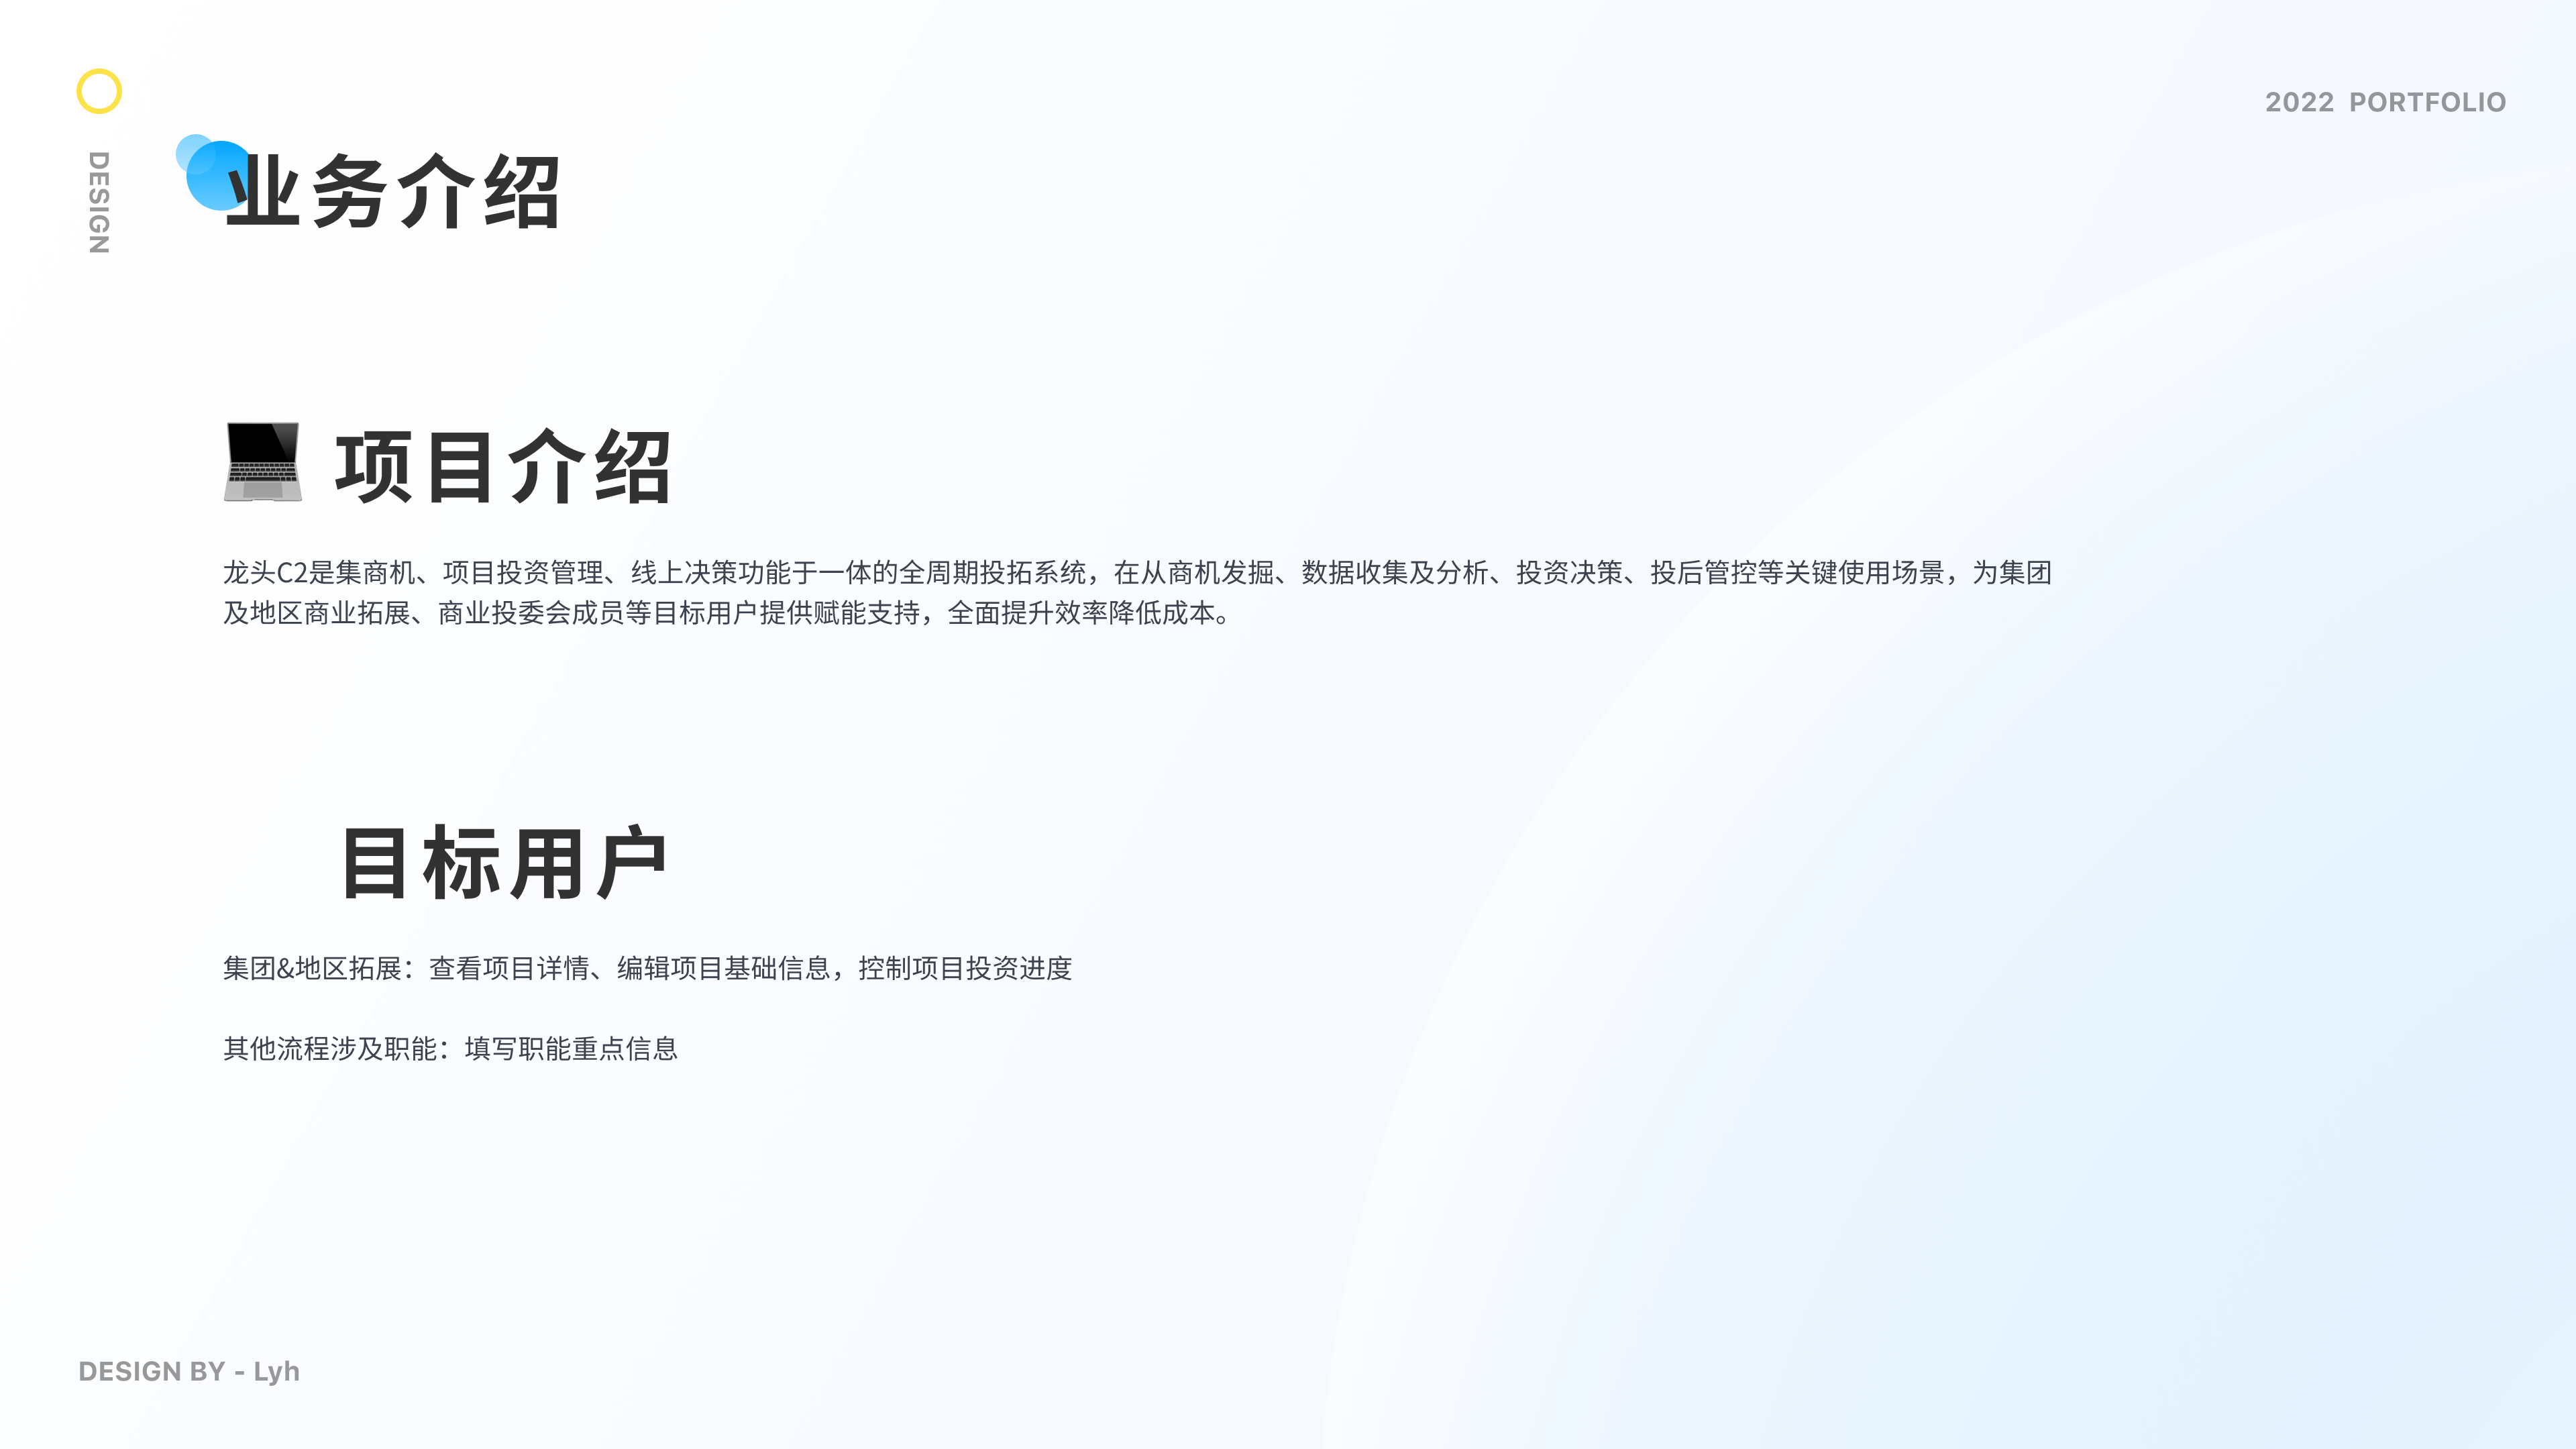 2022 PORTFOLIO
DESIGN
业务介绍
项目介绍
龙头C2是集商机、项目投资管理、线上决策功能于一体的全周期投拓系统，在从商机发掘、数据收集及分析、投资决策、投后管控等关键使用场景，为集团
及地区商业拓展、商业投委会成员等目标用户提供赋能支持，全面提升效率降低成本。
目标用户
集团&地区拓展：查看项目详情、编辑项目基础信息，控制项目投资进度
其他流程涉及职能：填写职能重点信息
DESIGN BY - Lyh